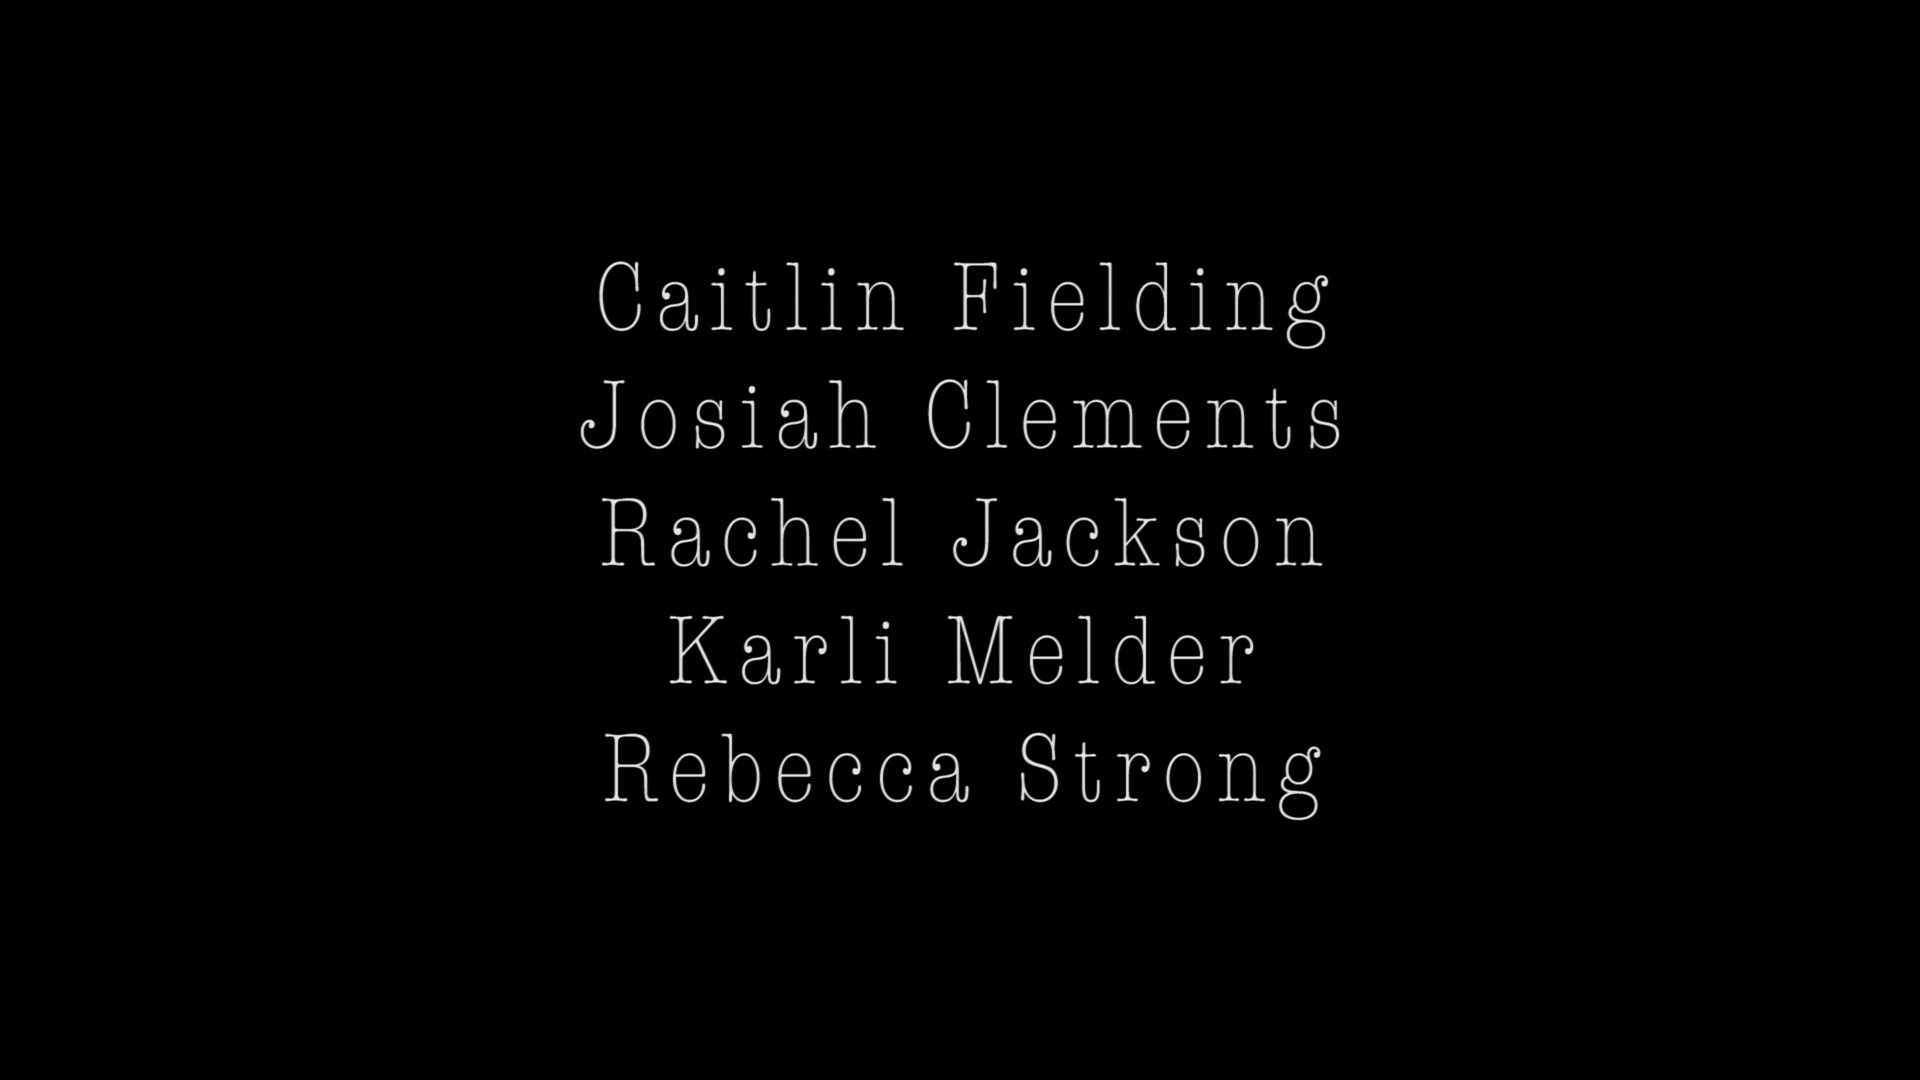 Caitlin Fielding
Josiah Clements
Rachel Jackson
Karli Melder
Rebecca Strong